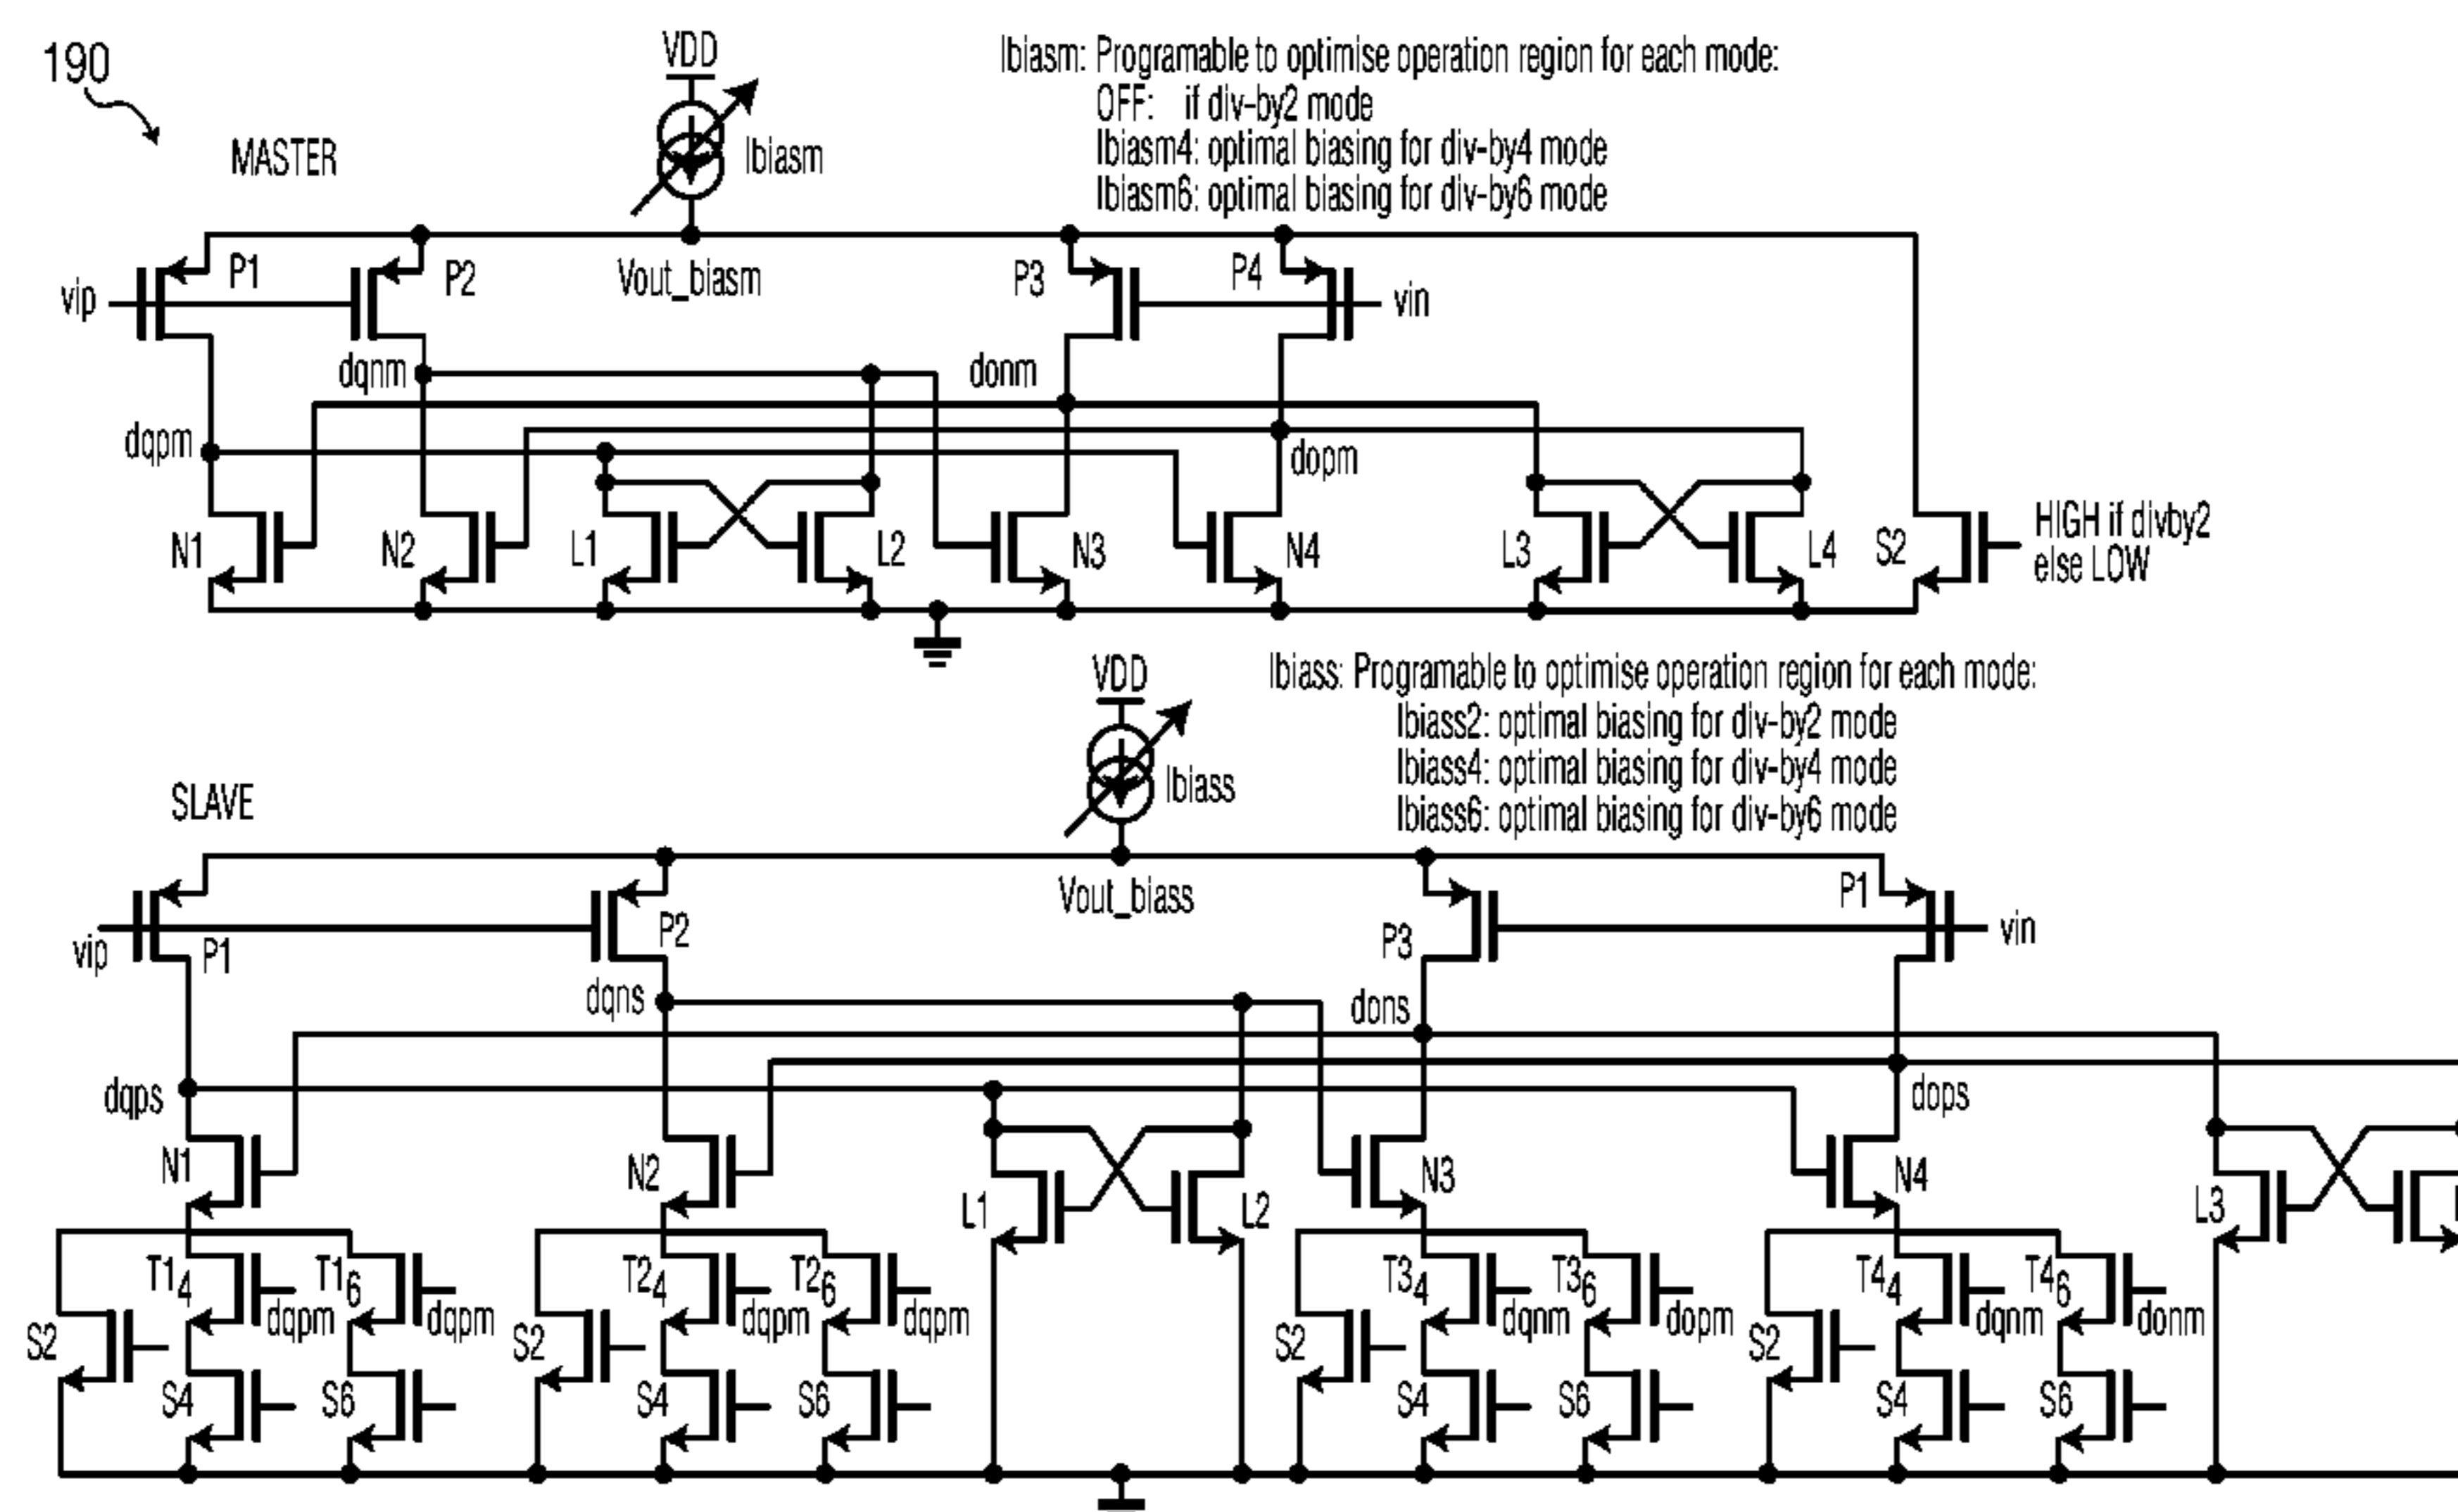 190
MASTER
VDD
Ibiasm
Ibiasm: Programable to optimise operation region for each mode:
OFF: if div-by2 mode
Ibiasm4: optimal biasing for div-by4 mode
Ibiasm6: optimal biasing for div-by6 mode
vip
P1
P2
Vout_biasm
P3
P4
vin
dqnm
donm
dqpm
dopm
N1
N2
L1
L2
N3
N4
L3
L4
S2
HIGH if divby2
else LOW
VDD
Ibiass
Ibiass: Programable to optimise operation region for each mode:
Ibiass2: optimal biasing for div-by2 mode
Ibiass4: optimal biasing for div-by4 mode
Ibiass6: optimal biasing for div-by6 mode
SLAVE
vip
P1
P2
Vout_biass
P3
P1
vin
dqns
dons
dqps
dops
N1
N2
L1
L2
N3
N4
L3
S2
T14
dqpm
T16
dqpm
S4
S6
S2
T24
dqpm
T26
dqpm
S4
S6
S2
T34
dqnm
T36
dopm
S4
S6
S2
T44
dqnm
T46
donm
S4
S6